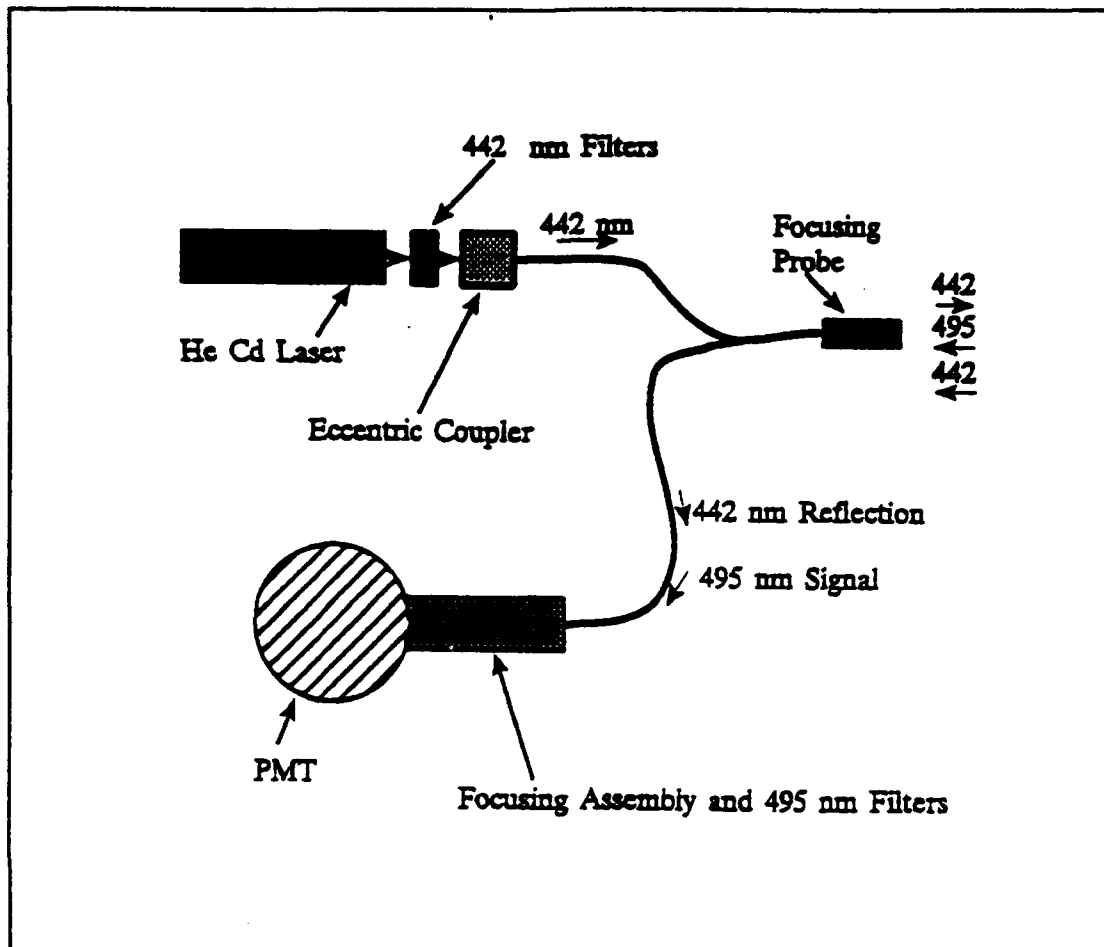 442 nm Filters
442 nm
Focusing
Probe
442
495
442
He Cd Laser
Eccentric Coupler
442 nm Reflection
495 nm Signal
PMT
Focusing Assembly and 495 nm Filters